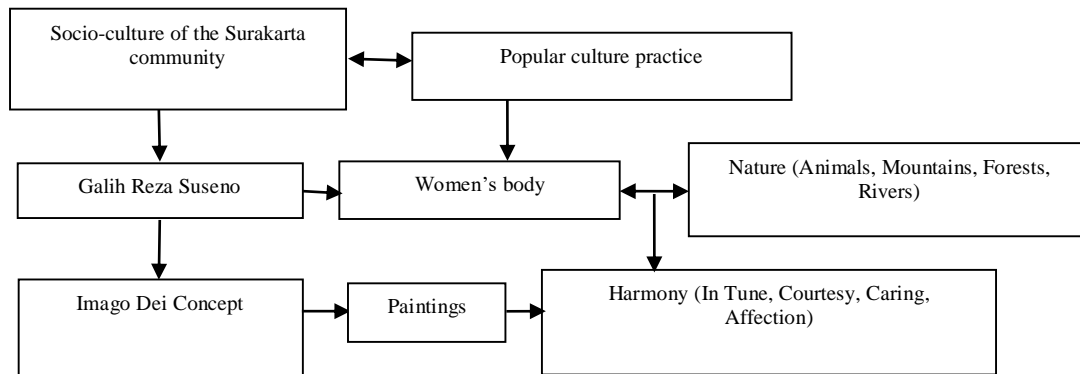 Socio-culture of the Surakarta
community
Popular culture practice
Galih Reza Suseno
Women's body
Nature (Animals, Mountains, Forests,
Rivers)
Imago Dei Concept
Paintings
Harmony (In Tune, Courtesy, Caring,
Affection)